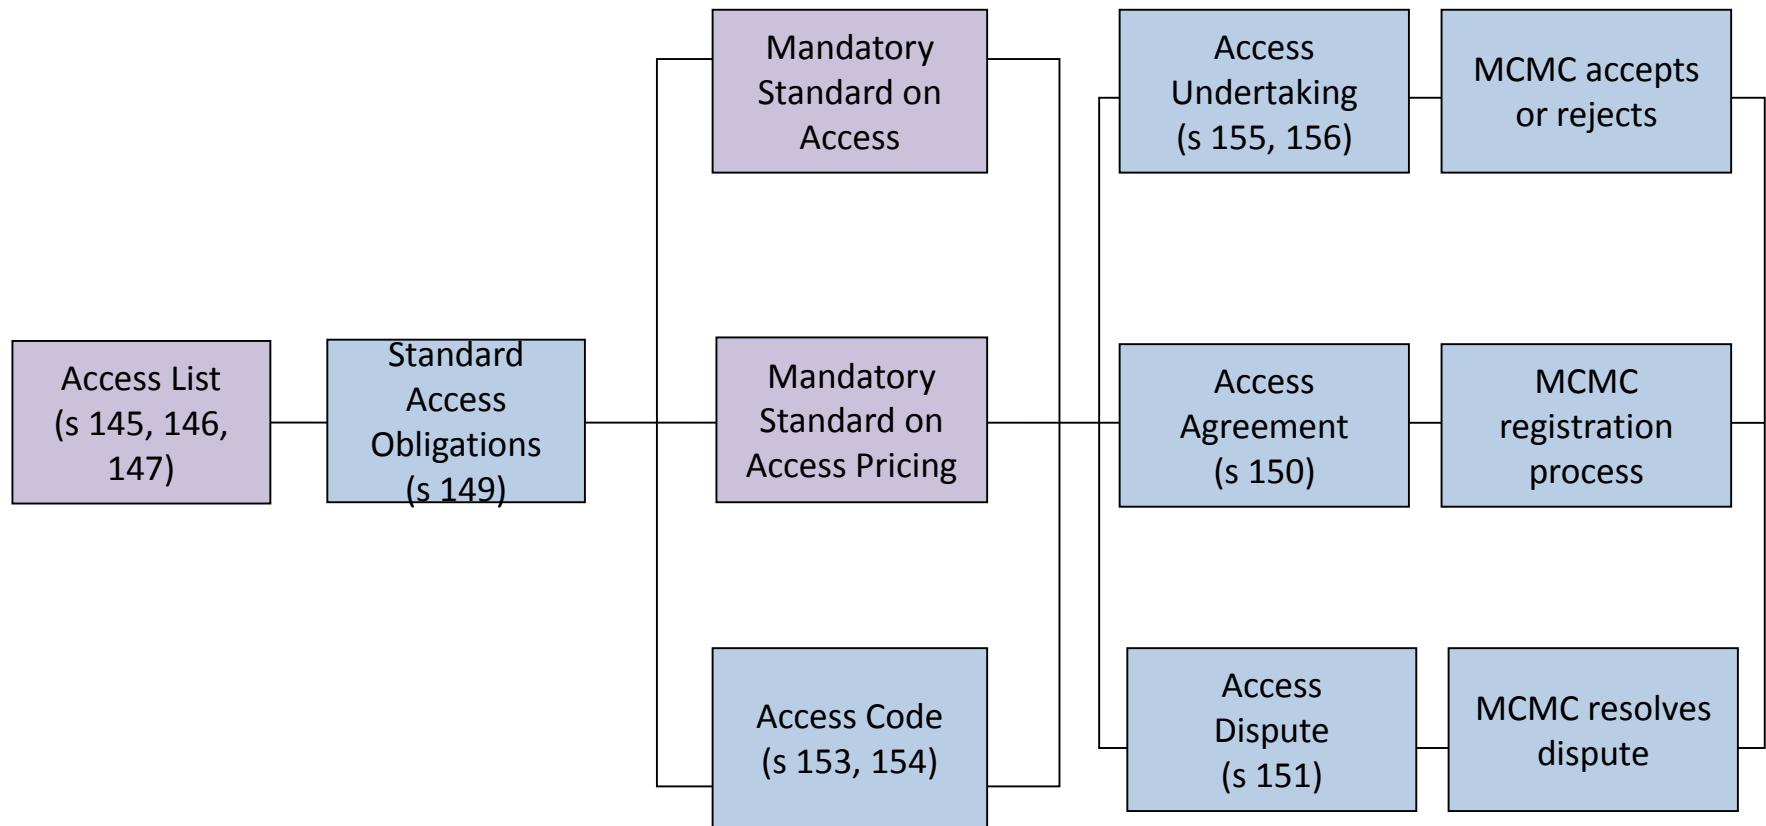 Access List
(s 145, 146,
147)
Standard
Access
Obligations
(s 149)
Mandatory
Standard on
Access
Mandatory
Standard on
Access Pricing
Access Code
(s 153, 154)
Access
Undertaking
(s 155, 156)
MCMC accepts
or rejects
Access
Agreement
(s 150)
MCMC
registration
process
Access
Dispute
(s 151)
MCMC resolves
dispute